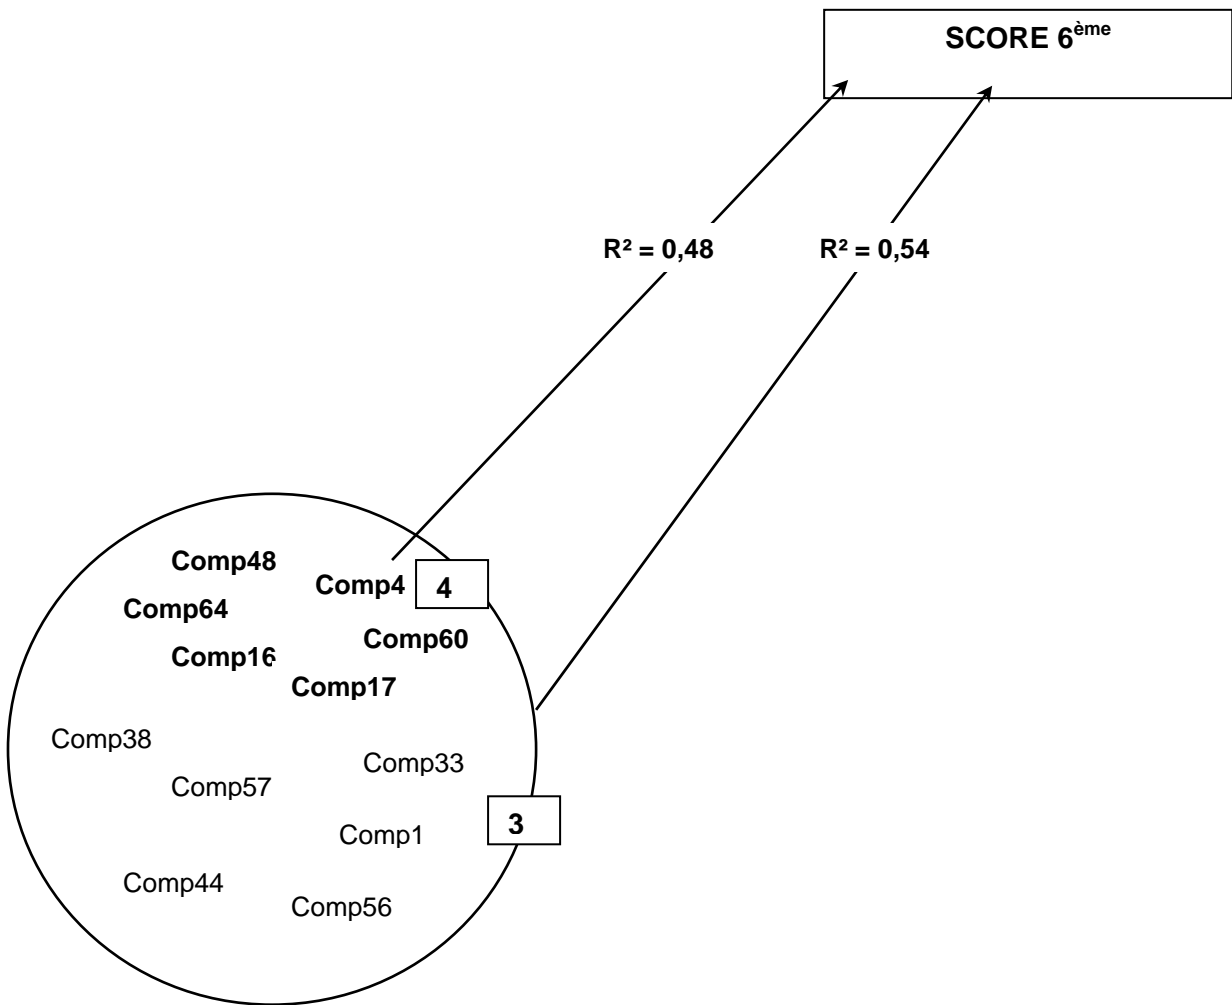 SCORE 6ème
R² = 0,48
R² = 0,54
Comp48
Comp4
4
Comp64
Comp60
Comp16
Comp17
Comp38
Comp33
Comp57
3
Comp1
Comp44
Comp56